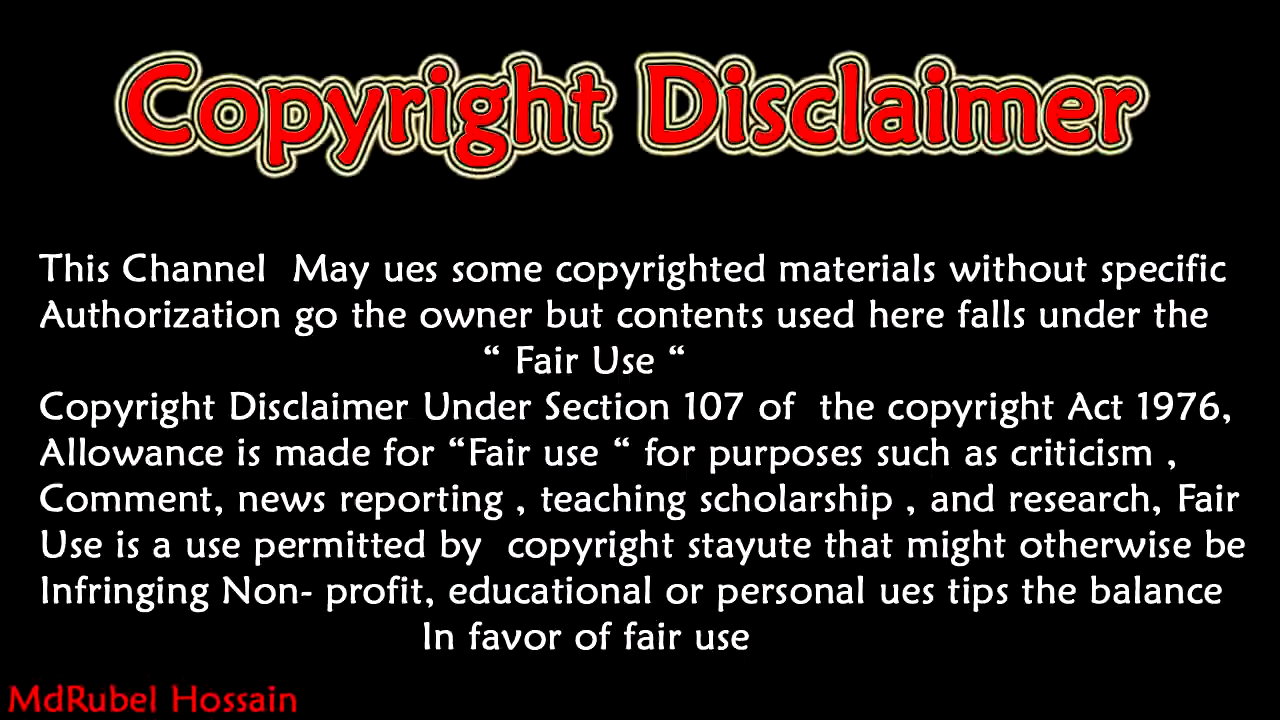 Copyright Disclaimer
This Channel May ues some copyrighted materials without specific
Authorization go the owner but contents used here falls under the
“ Fair Use “
Copyright Disclaimer Under Section 107 of the copyright Act 1976,
Allowance is made for “Fair use “ for purposes such as criticism ,
Comment, news reporting , teaching scholarship , and research, Fair
Use is a use permitted by copyright stayute that might otherwise be
Infringing Non- profit, educational or personal ues tips the balance
In favor of fair use
MdRubel Hossain